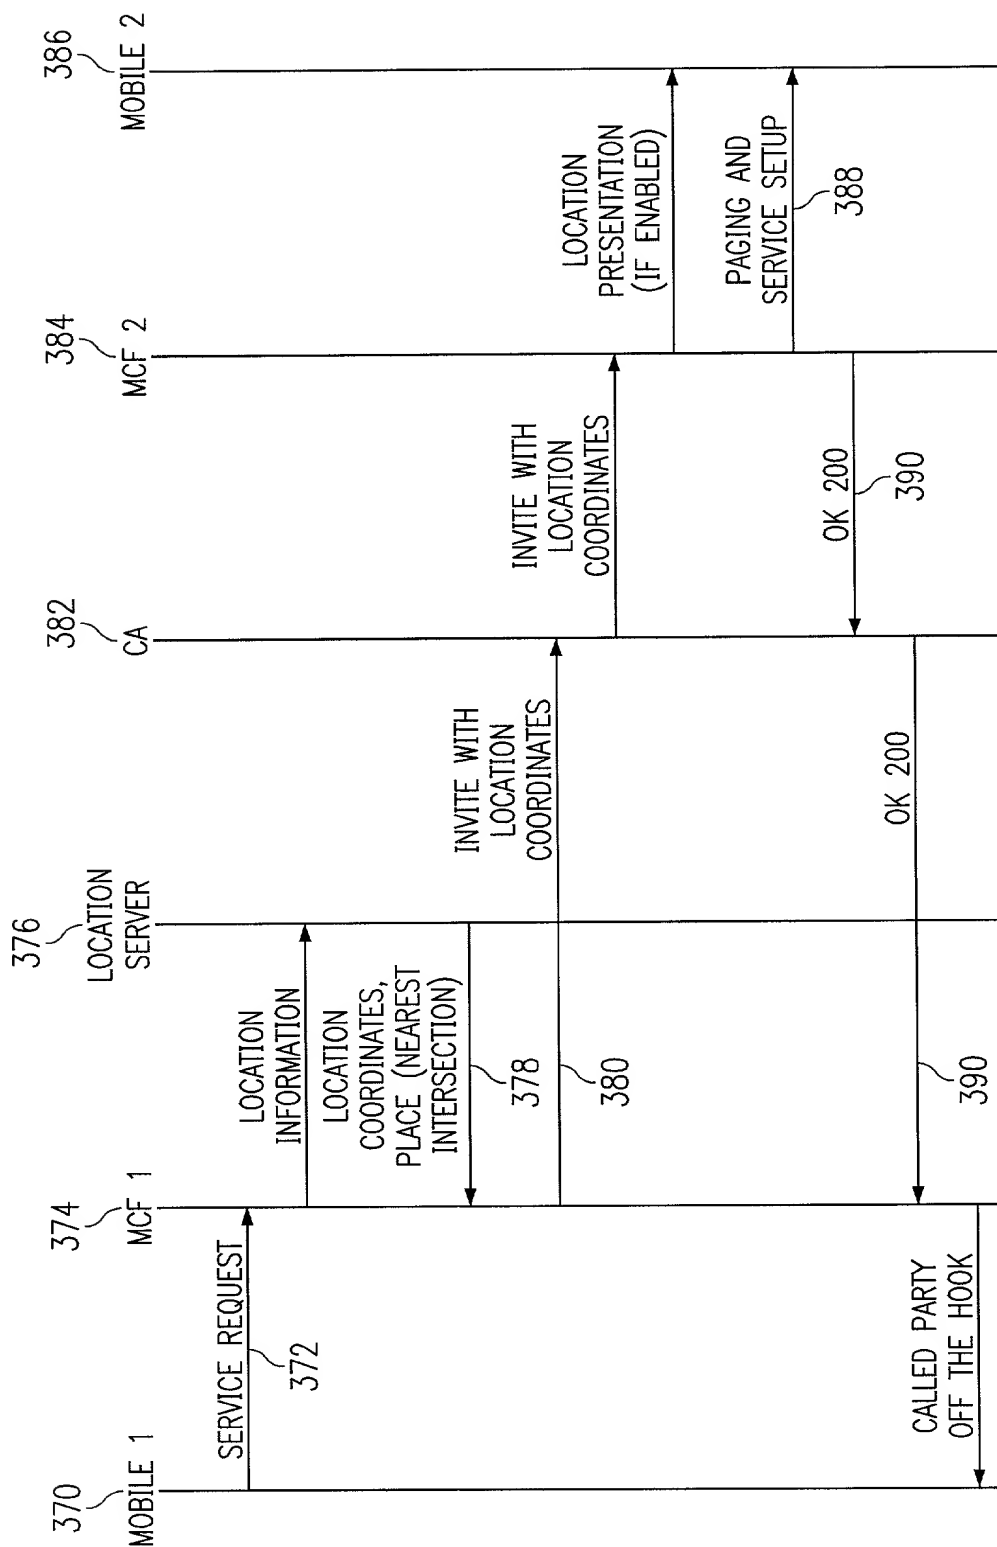 370
MOBILE 1
374
MCF 1
376
LOCATION
SERVER
382
CA
384
MCF 2
386
MOBILE 2
SERVICE REQUEST
372
LOCATION
INFORMATION
LOCATION
COORDINATES,
PLACE (NEAREST
INTERSECTION)
378
INVITE WITH
LOCATION
COORDINATES
380
INVITE WITH
LOCATION
COORDINATES
LOCATION
PRESENTATION
(IF ENABLED)
PAGING AND
SERVICE SETUP
388
OK 200
390
OK 200
390
CALLED PARTY
OFF THE HOOK